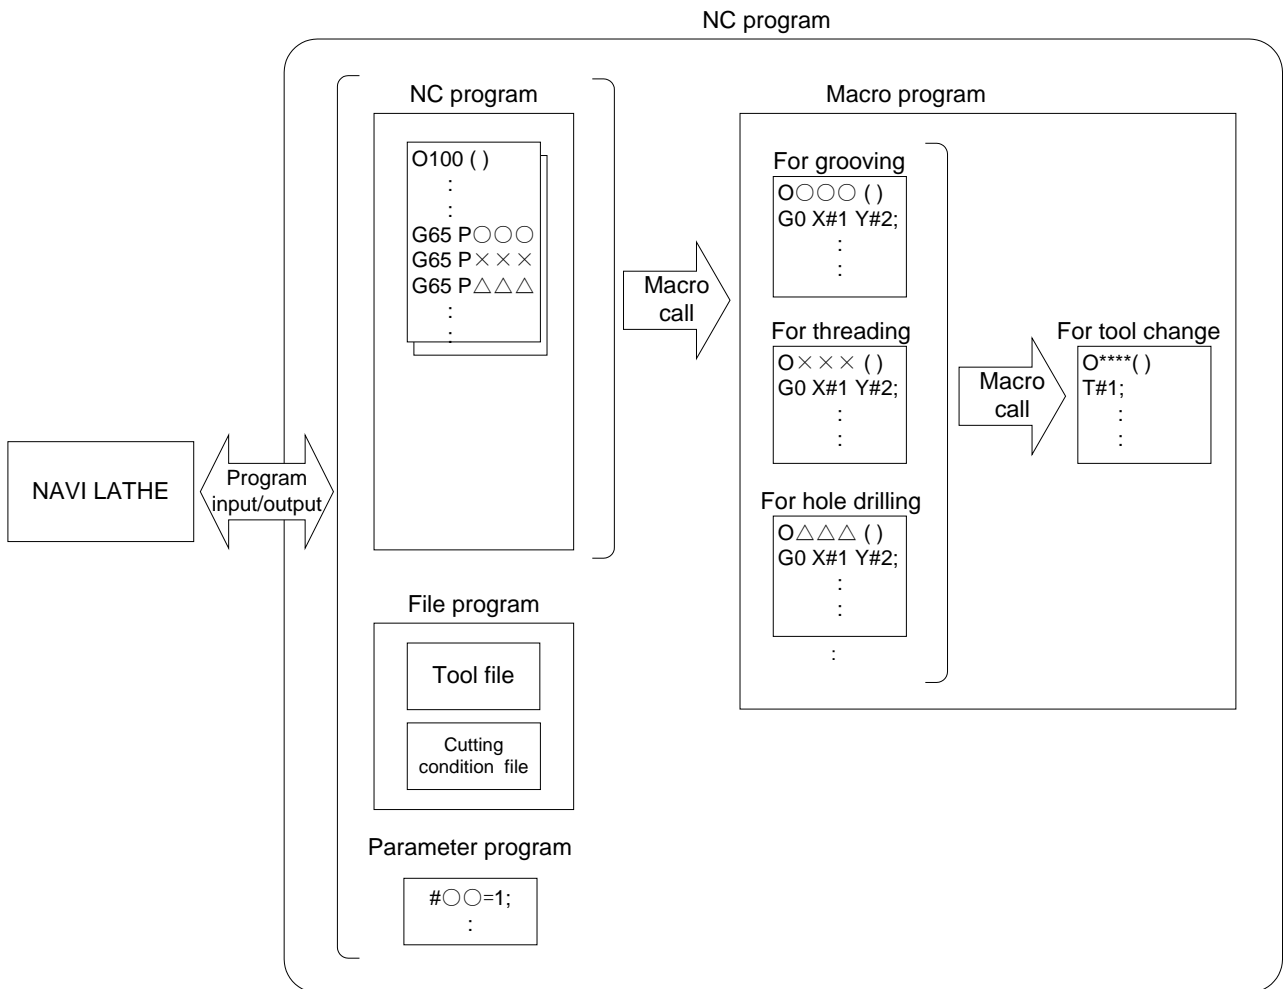 NC program
NC program
O100 ( )
:
:
G65 P○○○
G65 P×××
G65 P△△△
:
:
Macro
call
Macro program
For grooving
O○○○ ( )
G0 X#1 Y#2;
:
:
For threading
O××× ( )
G0 X#1 Y#2;
:
:
For hole drilling
O△△△ ( )
G0 X#1 Y#2;
:
:
:
Macro
call
For tool change
O****( )
T#1;
:
:
NAVI LATHE
Program
input/output
File program
Tool file
Cutting
condition file
Parameter program
#○○=1;
: